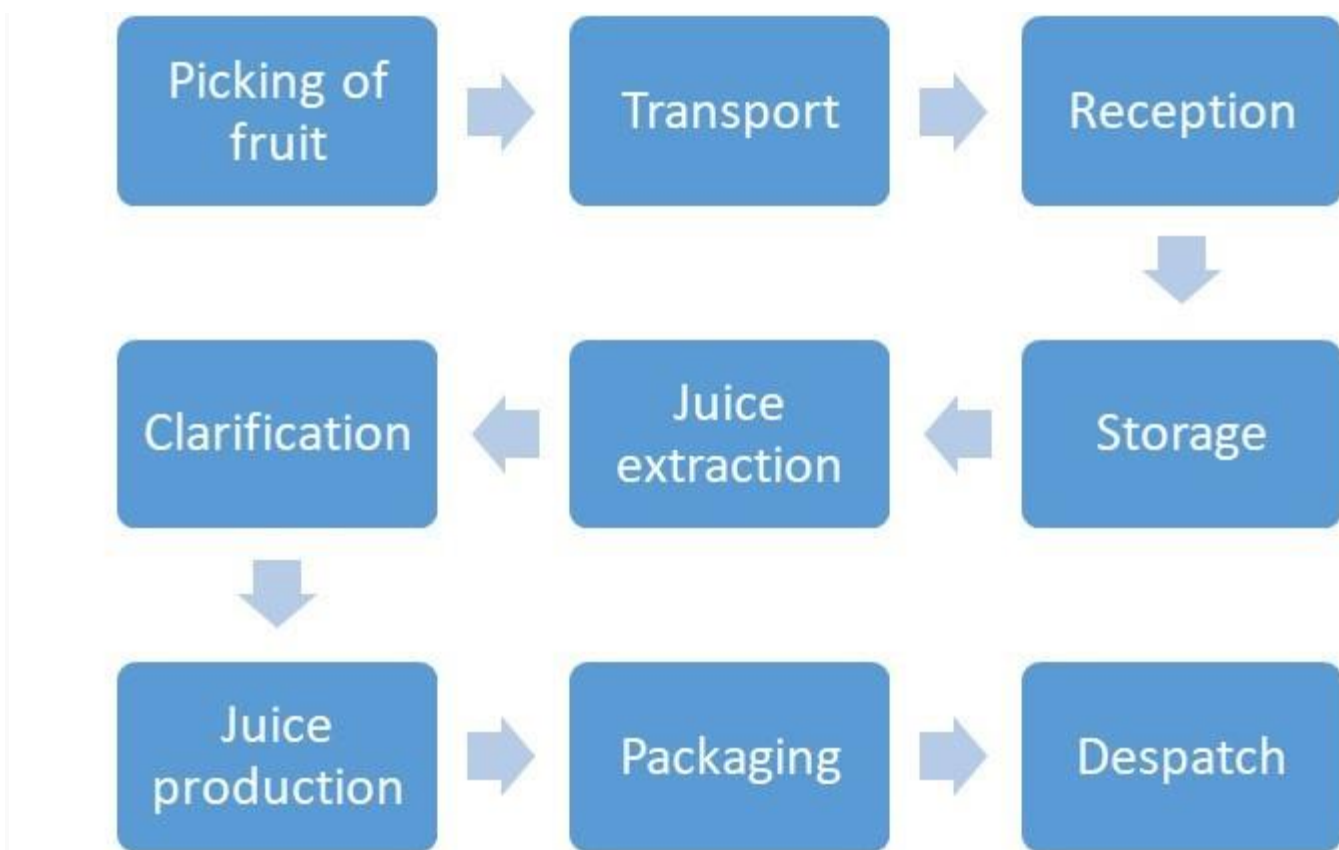 Picking of
fruit
Transport
Reception
Storage
Juice
extraction
Clarification
Juice
production
Packaging
Despatch